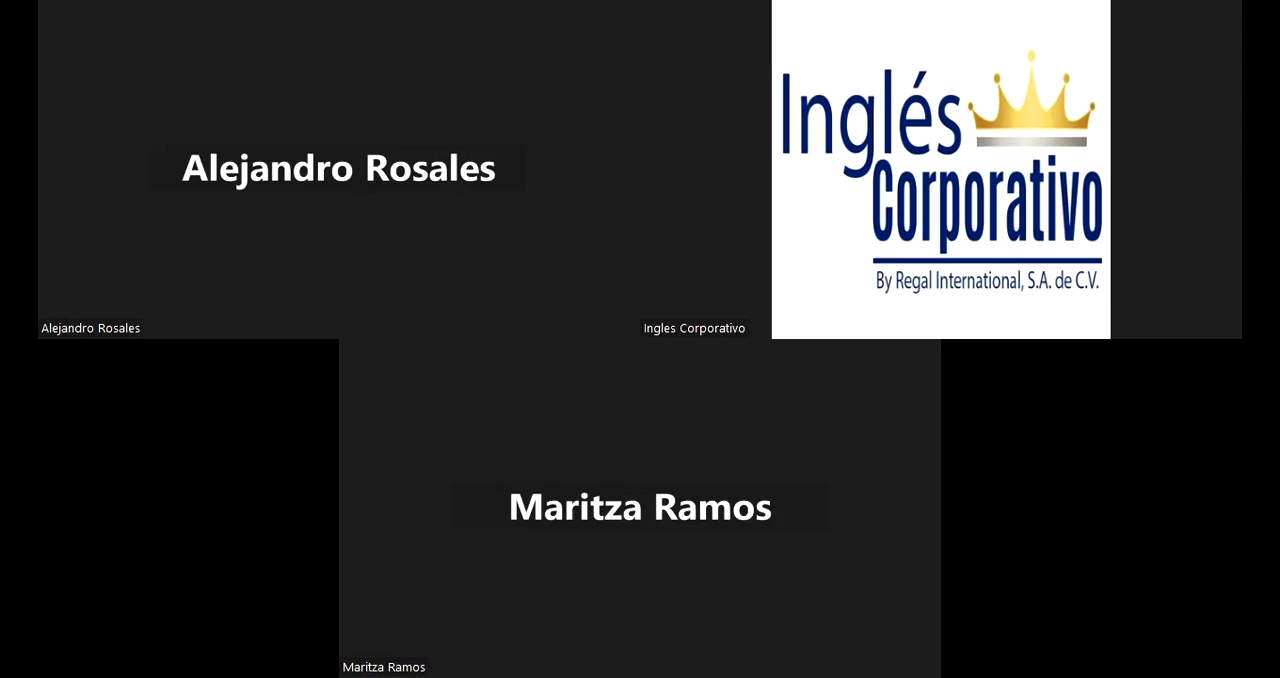 Alejandro Rosales
Inglés
Corporativo
By Regal International, S.A. de C.V.
Alejandro Rosales
Ingles Corporativo
Maritza Ramos
Maritza Ramos